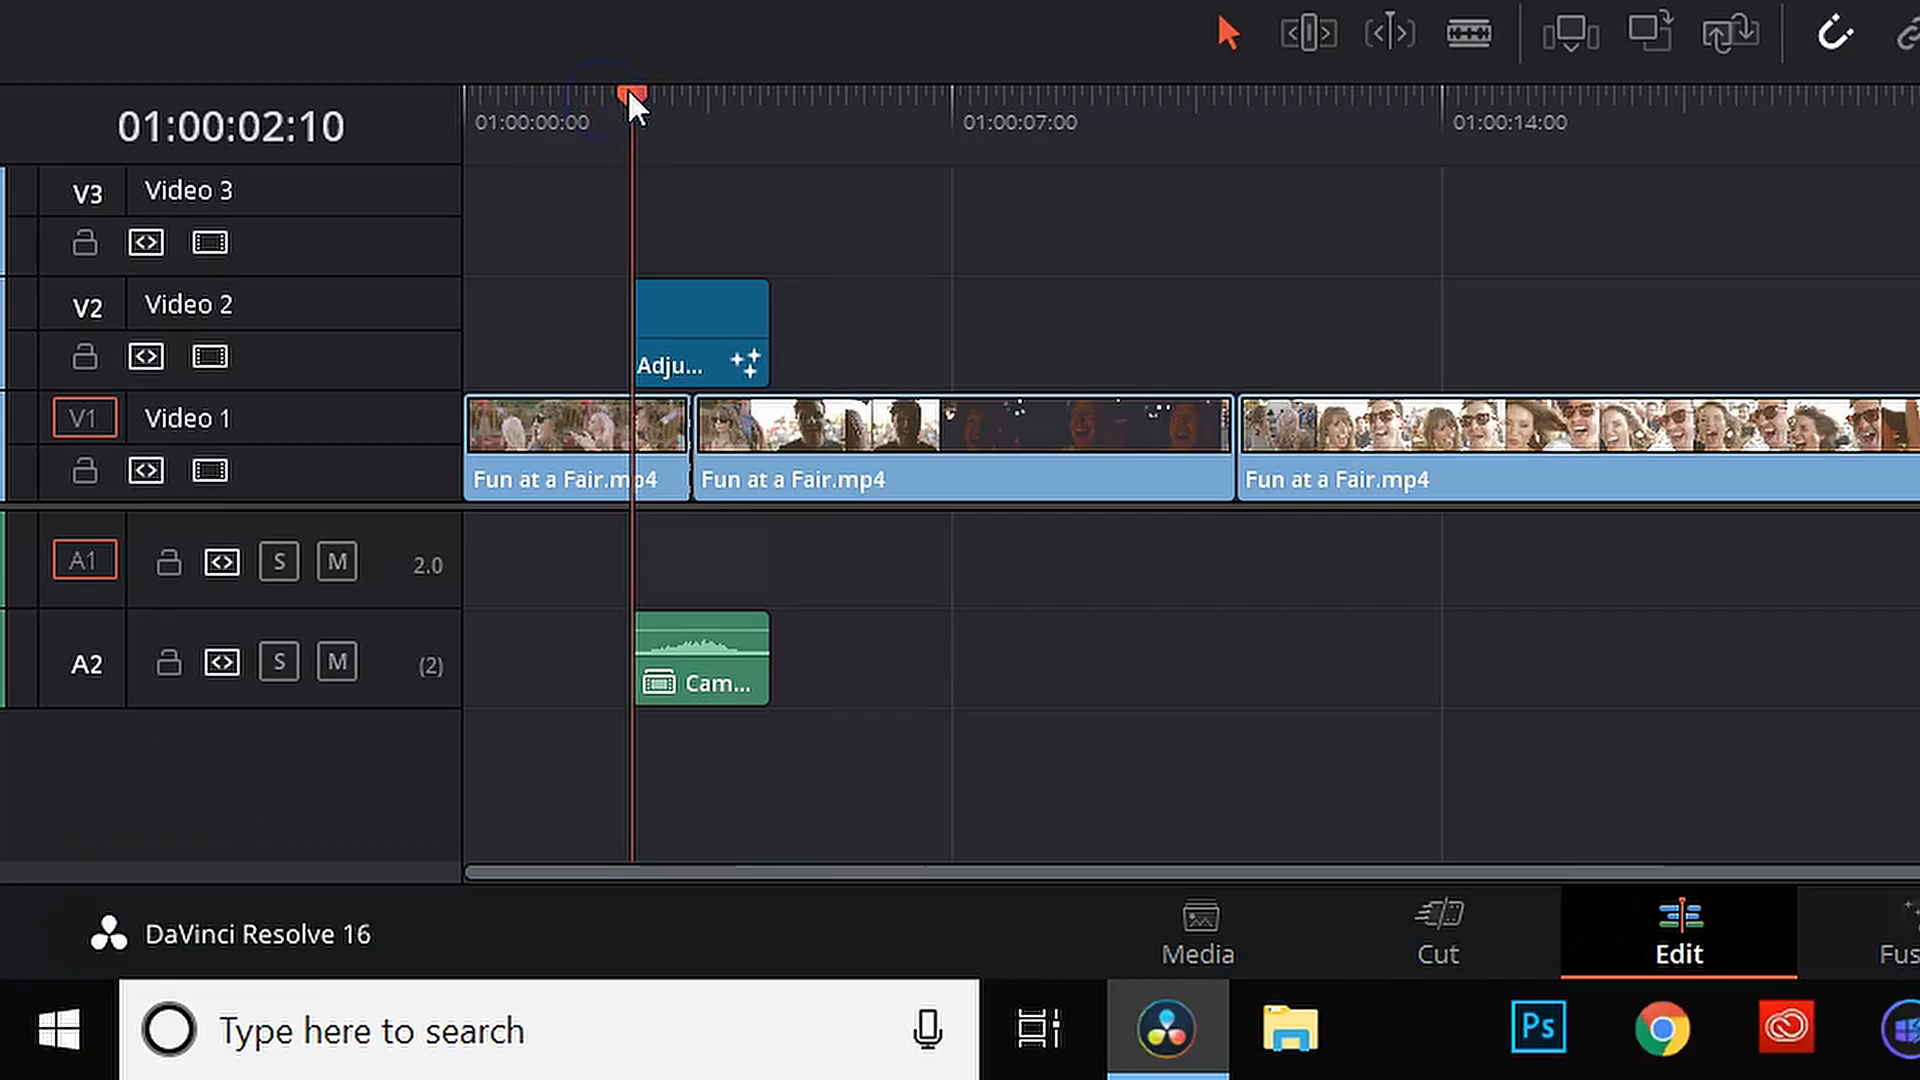 01:00:02:10
01:00:00:00
01:00:07:00
01:00:14:00
V3 Video 3
V2 Video 2
Adju...
V1 Video 1
Fun at a Fair.mp4
Fun at a Fair.mp4
Fun at a Fair.mp4
A1 S M 2.0
A2 S M (2)
Cam...
DaVinci Resolve 16
Media
Cut
Edit
Fus
Type here to search
Ps